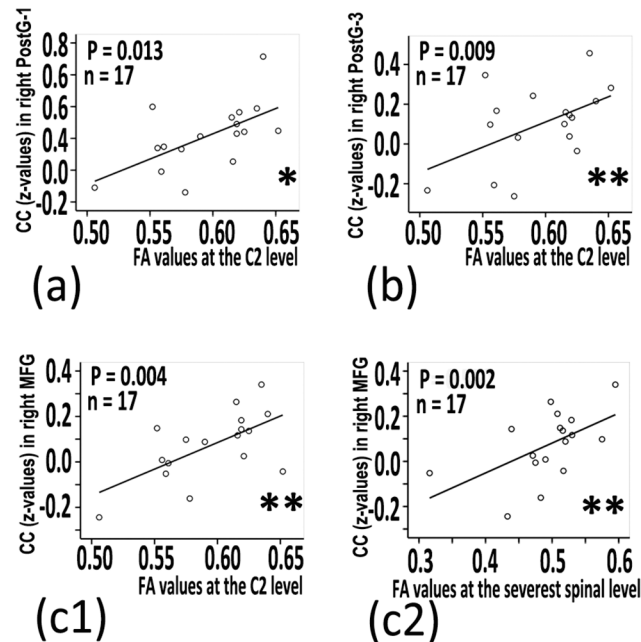 CC (z-values) in right PostG-1
0.8
0.6
0.4
0.0
-0.2
P = 0.013
n = 17
*
0.50 0.55 0.60 0.65
FA values at the C2 level
(a)
CC (z-values) in right PostG-3
0.4
0.2
0.0
-0.2
P = 0.009
n = 17
**
0.50 0.55 0.60 0.65
FA values at the C2 level
(b)
CC (z-values) in right MFG
0.4
0.2
0.0
-0.2
P = 0.004
n = 17
**
0.50 0.55 0.60 0.65
FA values at the C2 level
(c1)
CC (z-values) in right MFG
0.4
0.2
0.0
-0.2
P = 0.002
n = 17
**
0.3 0.4 0.5 0.6
FA values at the severest spinal level
(c2)